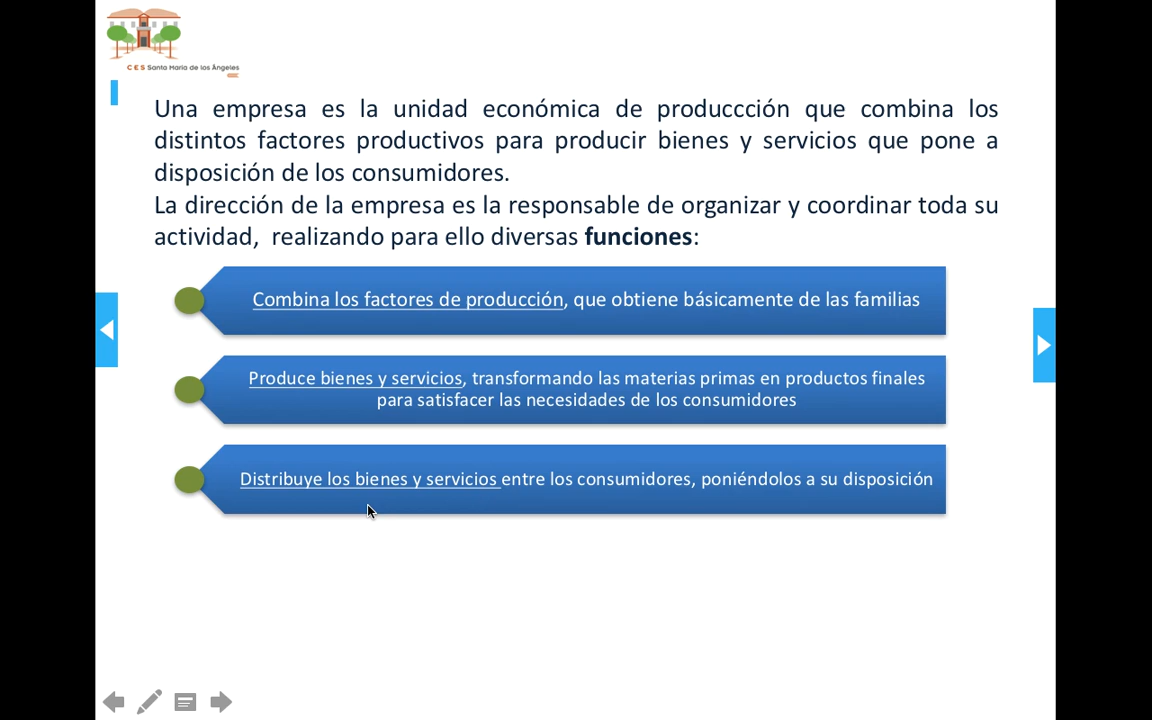 C E S Santa María de los Ángeles
Una empresa es la unidad económica de produccción que combina los
distintos factores productivos para producir bienes y servicios que pone a
disposición de los consumidores.
La dirección de la empresa es la responsable de organizar y coordinar toda su
actividad, realizando para ello diversas funciones:
Combina los factores de producción, que obtiene básicamente de las familias
Produce bienes y servicios, transformando las materias primas en productos finales
para satisfacer las necesidades de los consumidores
Distribuye los bienes y servicios entre los consumidores, poniéndolos a su disposición